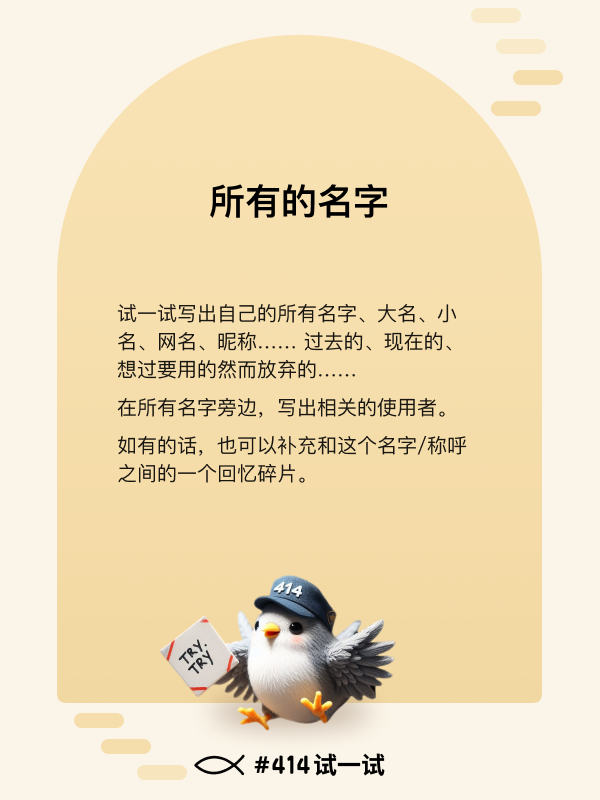 所有的名字
试一试写出自己的所有名字、大名、小
名、网名、昵称…… 过去的、现在的、
想过要用的然而放弃的……
在所有名字旁边，写出相关的使用者。
如有的话，也可以补充和这个名字/称呼
之间的一个回忆碎片。
414
TRY.
TRY
#414试一试